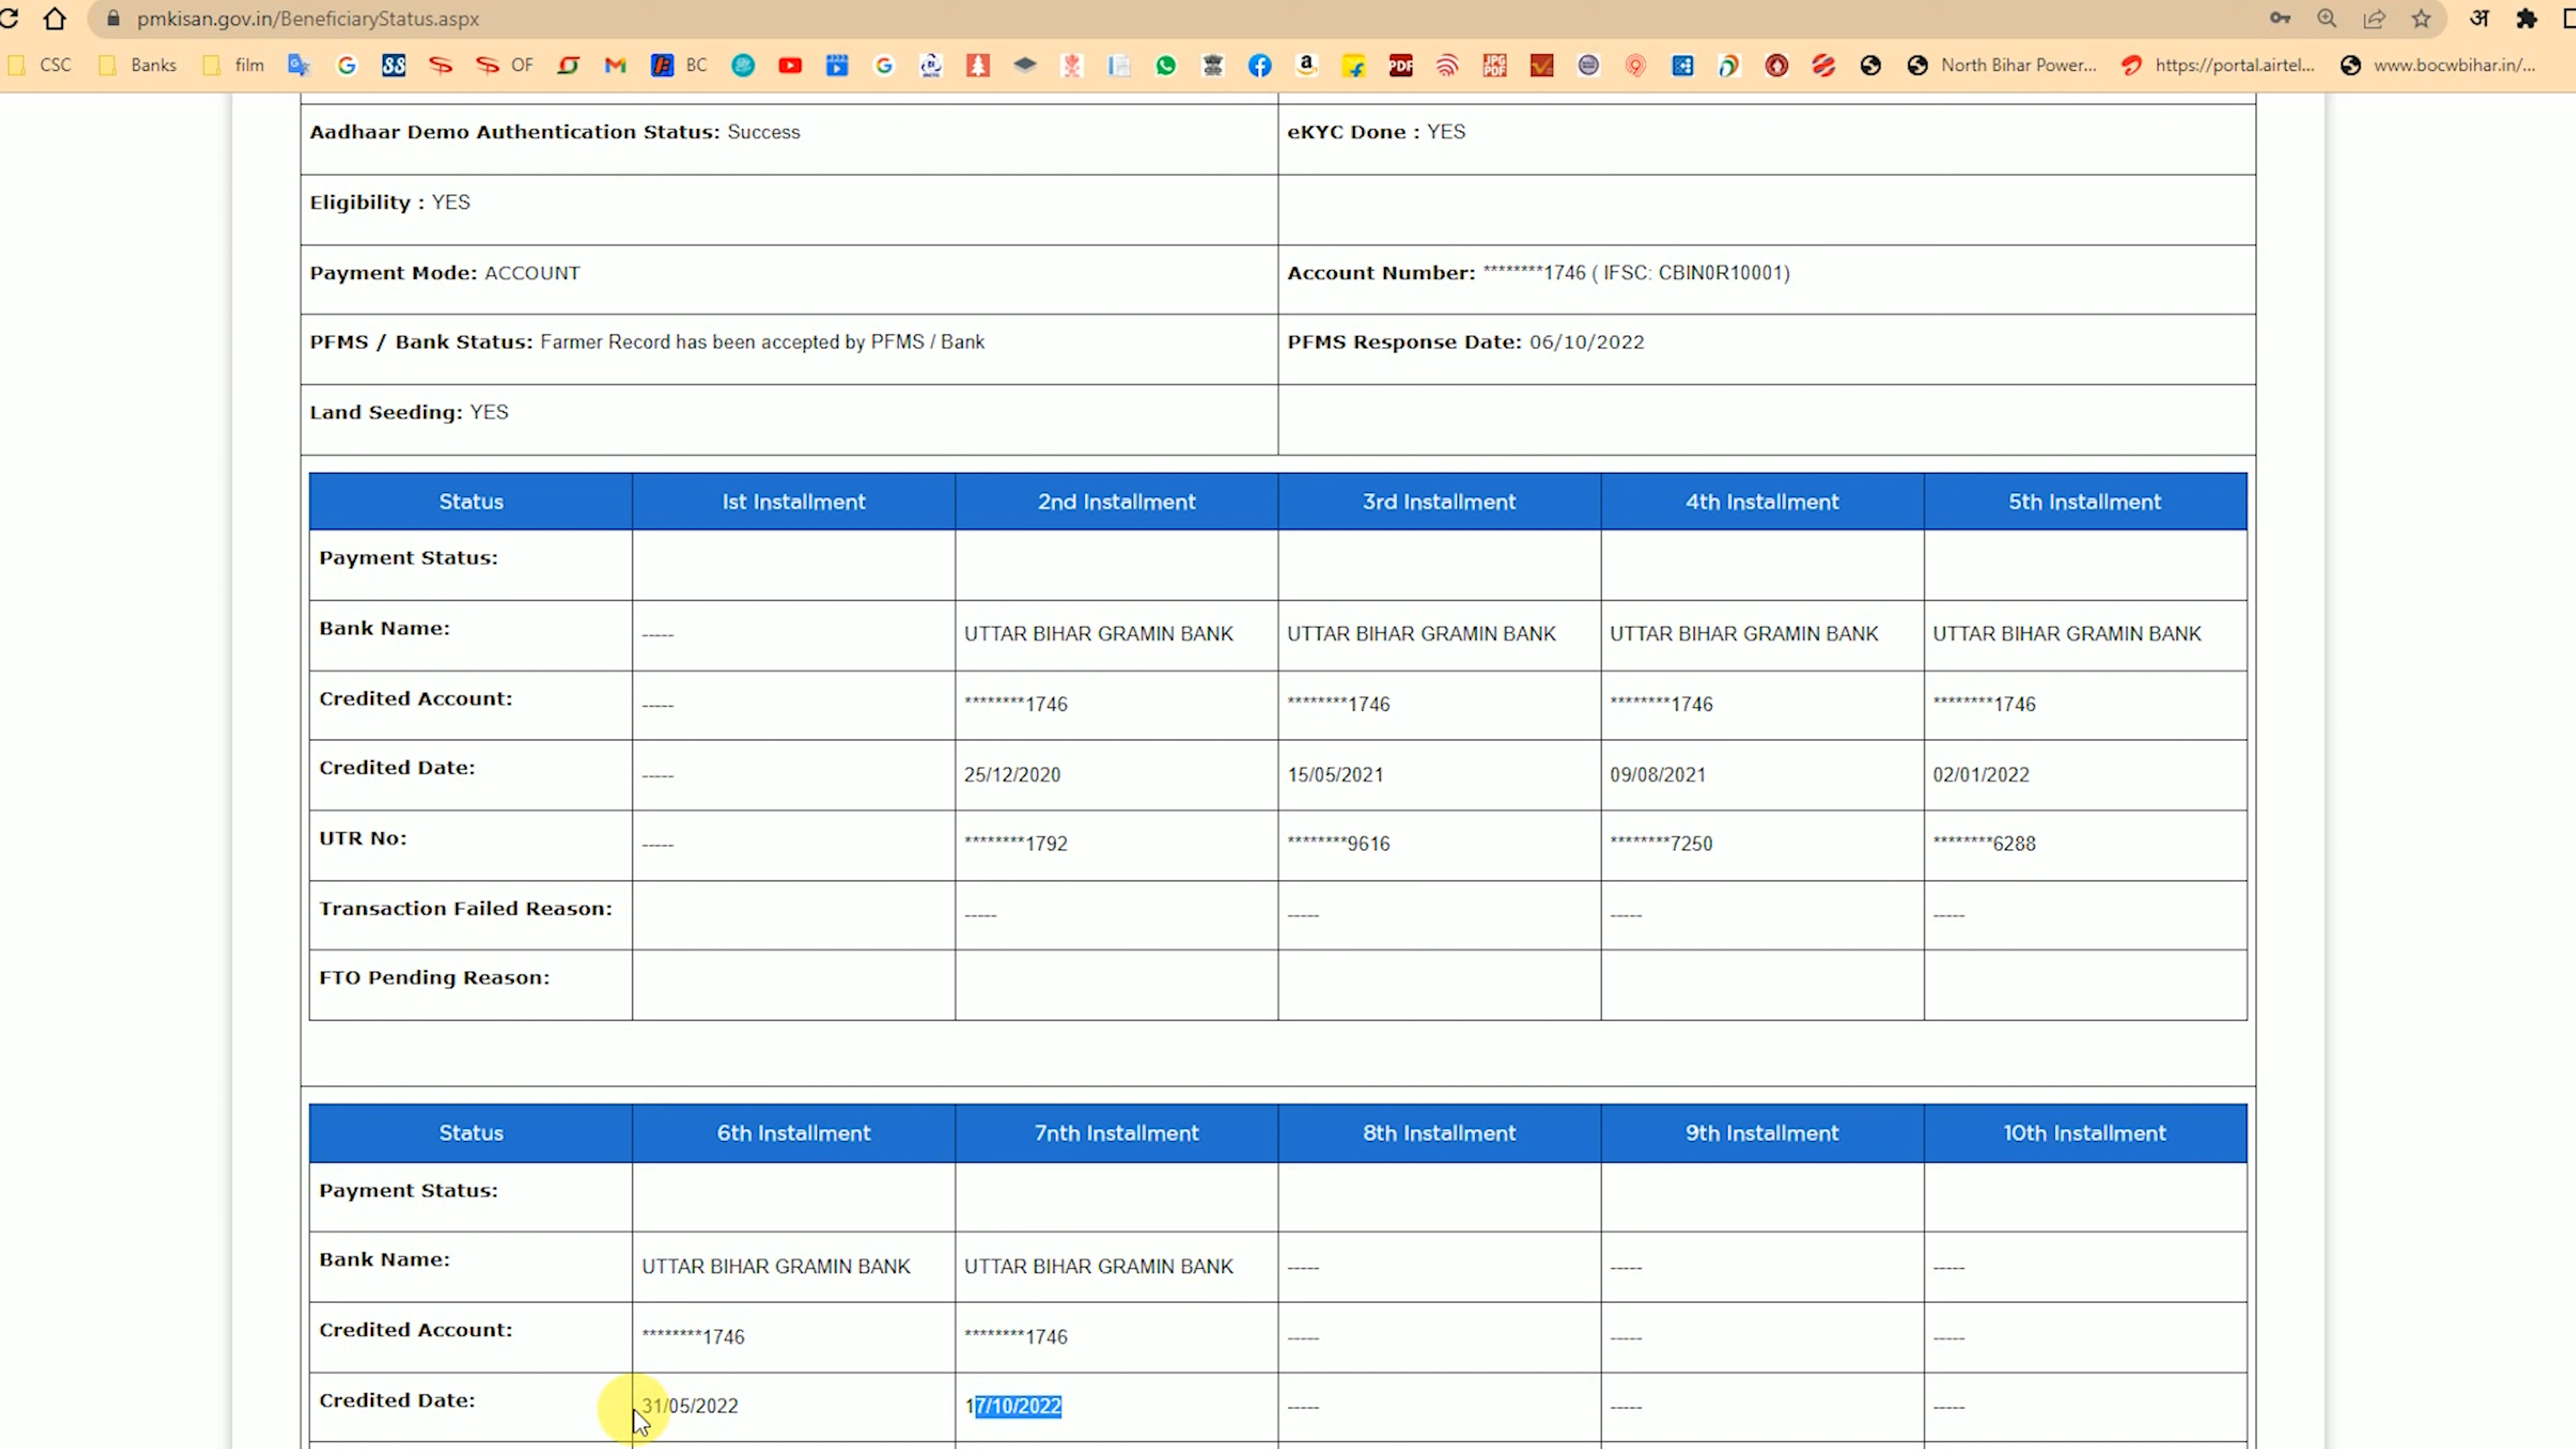 pmkisan.gov.in/BeneficiaryStatus.aspx
अ
CSC Banks film OF BC North Bihar Power... https://portal.airtel... www.bocwbihar.in/...
Aadhaar Demo Authentication Status: Success eKYC Done : YES
Eligibility : YES
Payment Mode: ACCOUNT Account Number: ********1746 ( IFSC: CBIN0R10001)
PFMS / Bank Status: Farmer Record has been accepted by PFMS / Bank PFMS Response Date: 06/10/2022
Land Seeding: YES
Status Ist Installment 2nd Installment 3rd Installment 4th Installment 5th Installment
Payment Status:
Bank Name: ----- UTTAR BIHAR GRAMIN BANK UTTAR BIHAR GRAMIN BANK UTTAR BIHAR GRAMIN BANK UTTAR BIHAR GRAMIN BANK
Credited Account: ----- ********1746 ********1746 ********1746 ********1746
Credited Date: ----- 25/12/2020 15/05/2021 09/08/2021 02/01/2022
UTR No: ----- ********1792 ********9616 ********7250 ********6288
Transaction Failed Reason: ----- ----- ----- -----
FTO Pending Reason:
Status 6th Installment 7nth Installment 8th Installment 9th Installment 10th Installment
Payment Status:
Bank Name: UTTAR BIHAR GRAMIN BANK UTTAR BIHAR GRAMIN BANK ----- ----- -----
Credited Account: ********1746 ********1746 ----- ----- -----
Credited Date: 31/05/2022 17/10/2022 ----- ----- -----